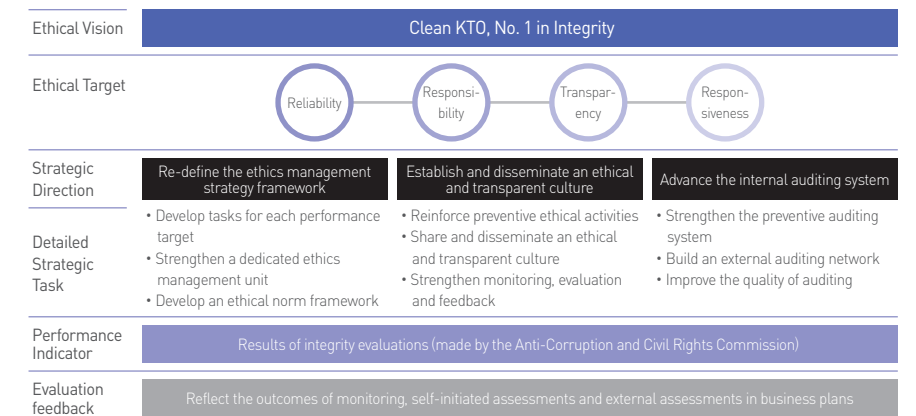 Ethical Vision
Clean KTO, No. 1 in Integrity
Ethical Target
Reliability
Responsi-
bility
Transpar-
ency
Respon-
siveness
Strategic
Direction
Re-define the ethics management
strategy framework
Establish and disseminate an ethical
and transparent culture
Advance the internal auditing system
Detailed
Strategic
Task
• Develop tasks for each performance
target
• Strengthen a dedicated ethics
management unit
• Develop an ethical norm framework
• Reinforce preventive ethical activities
• Share and disseminate an ethical
and transparent culture
• Strengthen monitoring, evaluation
and feedback
• Strengthen the preventive auditing
system
• Build an external auditing network
• Improve the quality of auditing
Performance
Indicator
Results of integrity evaluations (made by the Anti-Corruption and Civil Rights Commission)
Evaluation
feedback
Reflect the outcomes of monitoring, self-initiated assessments and external assessments in business plans